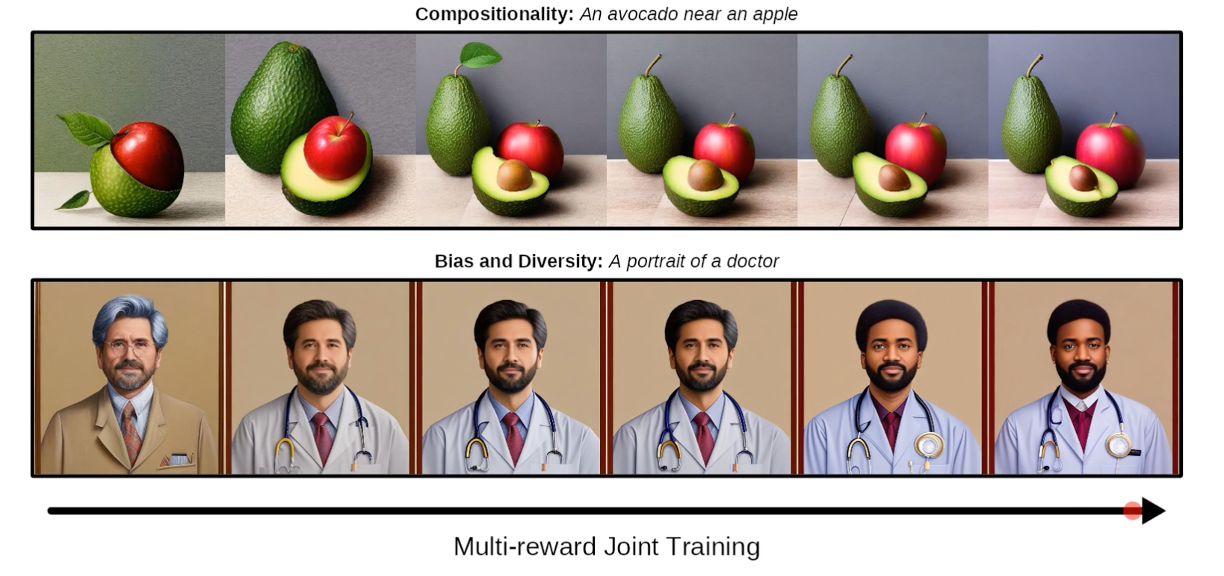 Compositionality: An avocado near an apple
Bias and Diversity: A portrait of a doctor
Multi-reward Joint Training